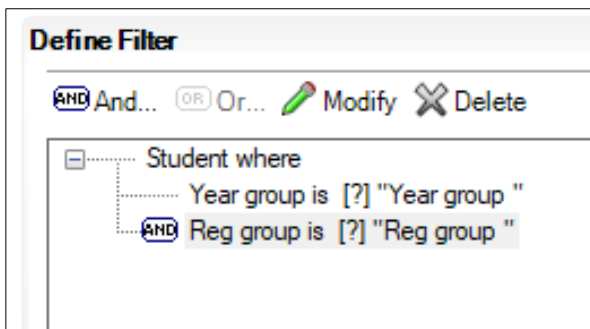 Define Filter
AND And... OR Or... Modify Delete
Student where
Year group is [?] "Year group "
AND Reg group is [?] "Reg group "